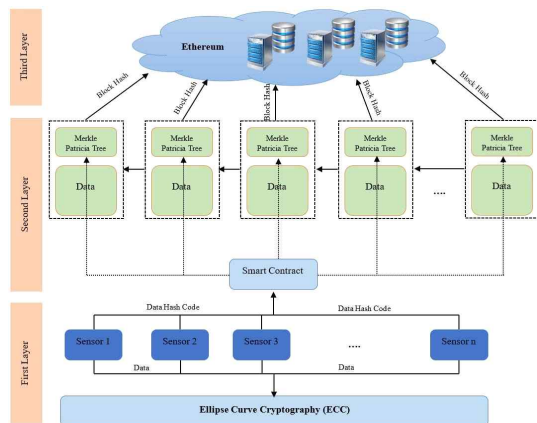 Third Layer
Ethereum
Block Hash
Block Hash
Block Hash
Block Hash
Block Hash
Second Layer
Merkle
Patricia Tree
Data
Merkle
Patricia Tree
Data
Merkle
Patricia Tree
Data
Merkle
Patricia Tree
Data
....
Merkle
Patricia Tree
Data
Smart Contract
First Layer
Data Hash Code
Data Hash Code
Sensor 1
Sensor 2
Sensor 3
....
Sensor n
Data
Data
Ellipse Curve Cryptography (ECC)